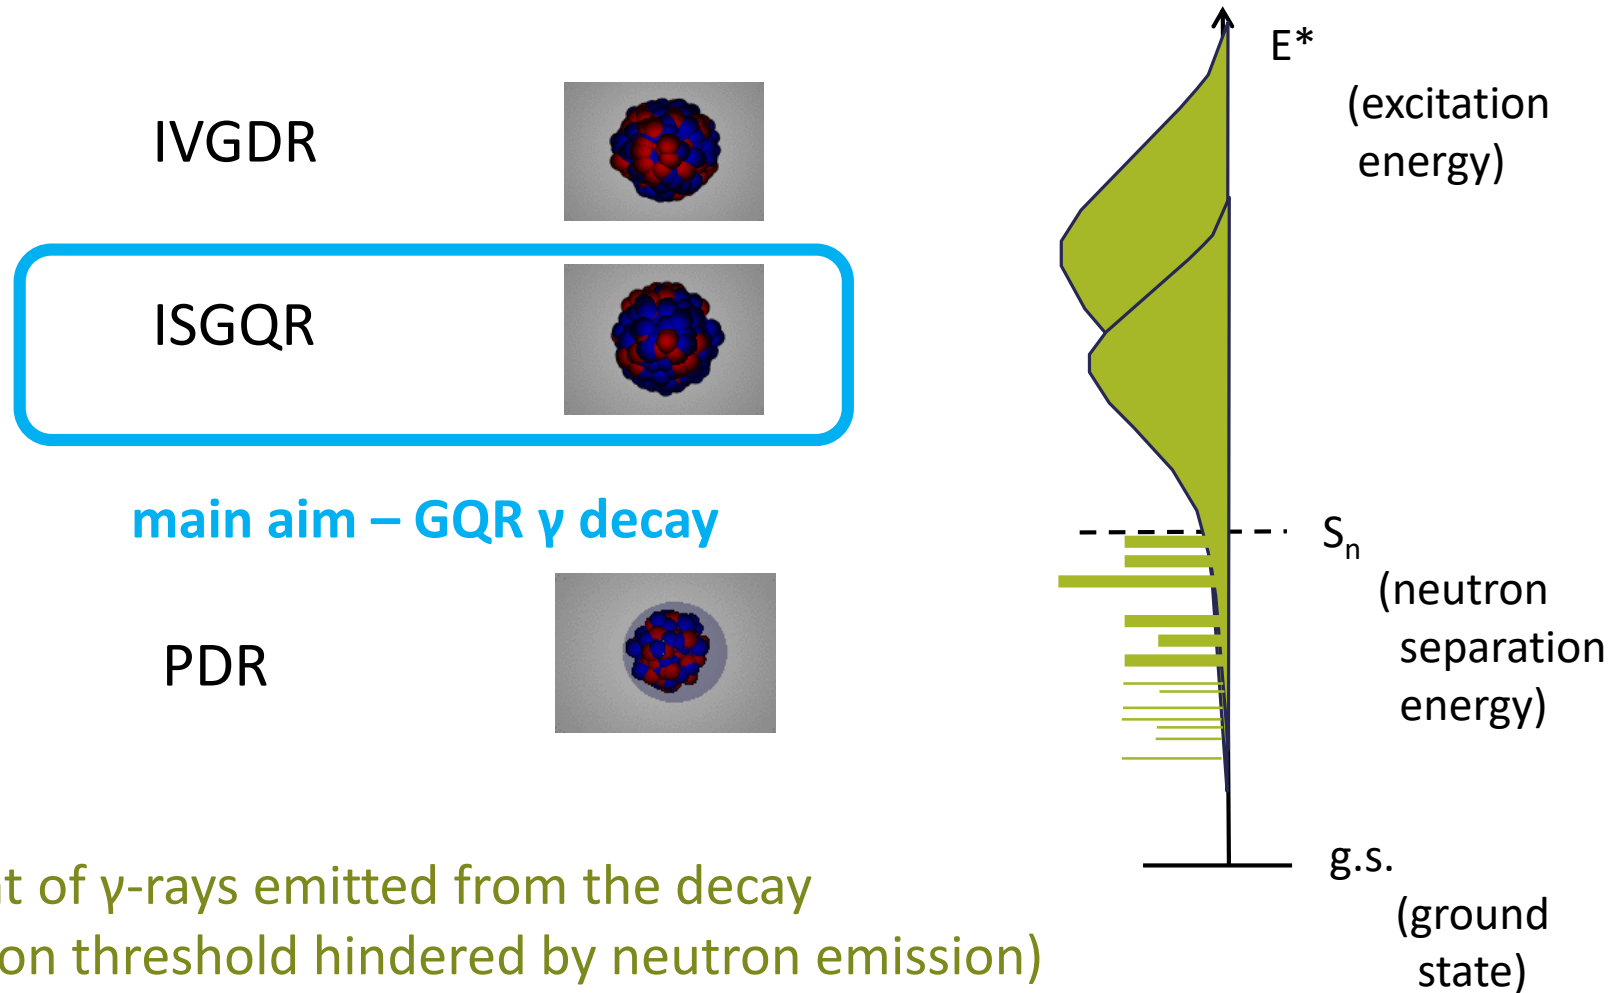 E*
(excitation
energy)
IVGDR
ISGQR
main aim – GQR γ decay
Sn
(neutron
separation
energy)
PDR
g.s.
(ground
state)
of γ-rays emitted from the decay
threshold hindered by neutron emission)